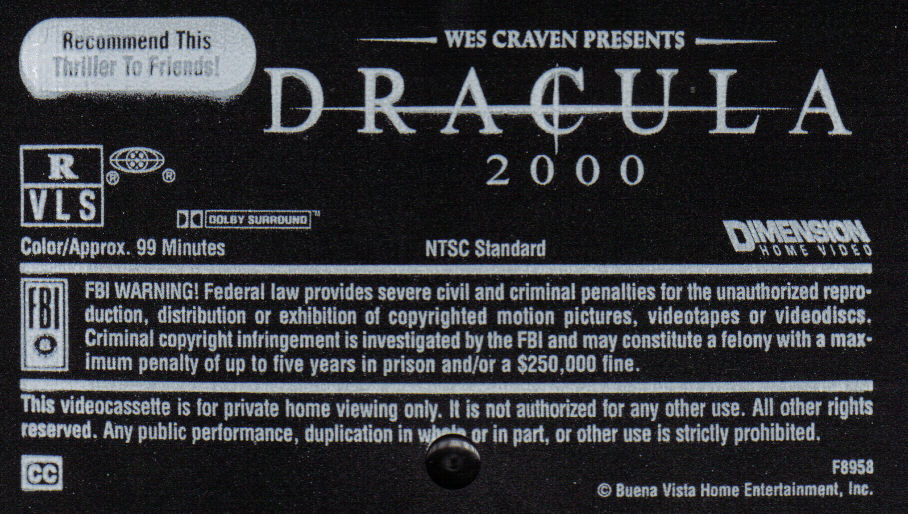 Recommend This
Thriller To Friends!
WES CRAVEN PRESENTS
DRACULA
2000
R
VLS
® ®
DOLBY SURROUND™
Color/Approx. 99 Minutes
NTSC Standard
DIMENSION
HOME VIDEO
FBI
FBI WARNING! Federal law provides severe civil and criminal penalties for the unauthorized repro-
duction, distribution or exhibition of copyrighted motion pictures, videotapes or videodiscs.
Criminal copyright infringement is investigated by the FBI and may constitute a felony with a max-
imum penalty of up to five years in prison and/or a $250,000 fine.
This videocassette is for private home viewing only. It is not authorized for any other use. All other rights
reserved. Any public performance, duplication in whole or in part, or other use is strictly prohibited.
CC
F8958
© Buena Vista Home Entertainment, Inc.